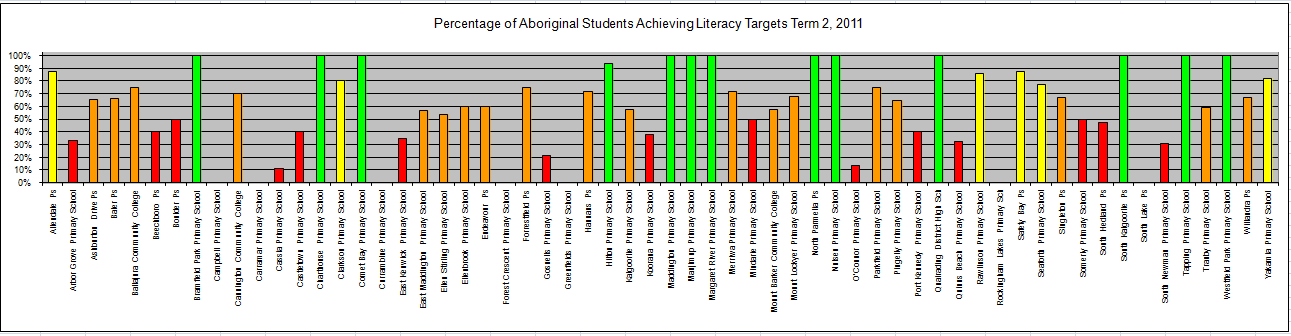 Percentage of Aboriginal Students Achieving Literacy Targets Term 2, 2011
100%
90%
80%
70%
60%
50%
40%
30%
20%
10%
0%
Allendale Ps
Arbor Grove Primary School
Ashburton Drive Ps
Baler Ps
Ballajura Community College
Beechboro Ps
Boulder Ps
Bramfield Park Primary School
Campbell Primary School
Cannington Community College
Carramar Primary School
Cassia Primary School
Castletown Primary School
Charthouse Primary School
Clarkson Primary School
Comet Bay Primary School
Currambine Primary School
East Kenwick Primary School
East Maddington Primary School
Ellen Stirling Primary School
Ellenbrook Primary School
Endeavour Ps
Forest Crescent Primary School
Forrestfield Ps
Gosnells Primary School
Greenfields Primary School
Hannans Ps
Hilton Primary School
Kalgoorlie Primary School
Koorana Primary School
Maddington Primary School
Manjimup Primary School
Margaret River Primary School
Merriwa Primary School
Mindarie Primary School
Mount Barker Community College
Mount Lockyer Primary School
North Parmelia Ps
Nulsen Primary School
O'Connor Primary School
Parkfield Primary School
Pingelly Primary School
Port Kennedy Primary School
Quairading District High Sch
Quinns Beach Primary School
Rawlinson Primary School
Rockingham Lakes Primary Sch
Safety Bay Ps
Seaforth Primary School
Singleton Ps
Somerly Primary School
South Hedland Ps
South Kalgoorlie Ps
South Lake Ps
South Newman Primary School
Tapping Primary School
Tranby Primary School
Westfield Park Primary School
Willandra Ps
Yakamia Primary School